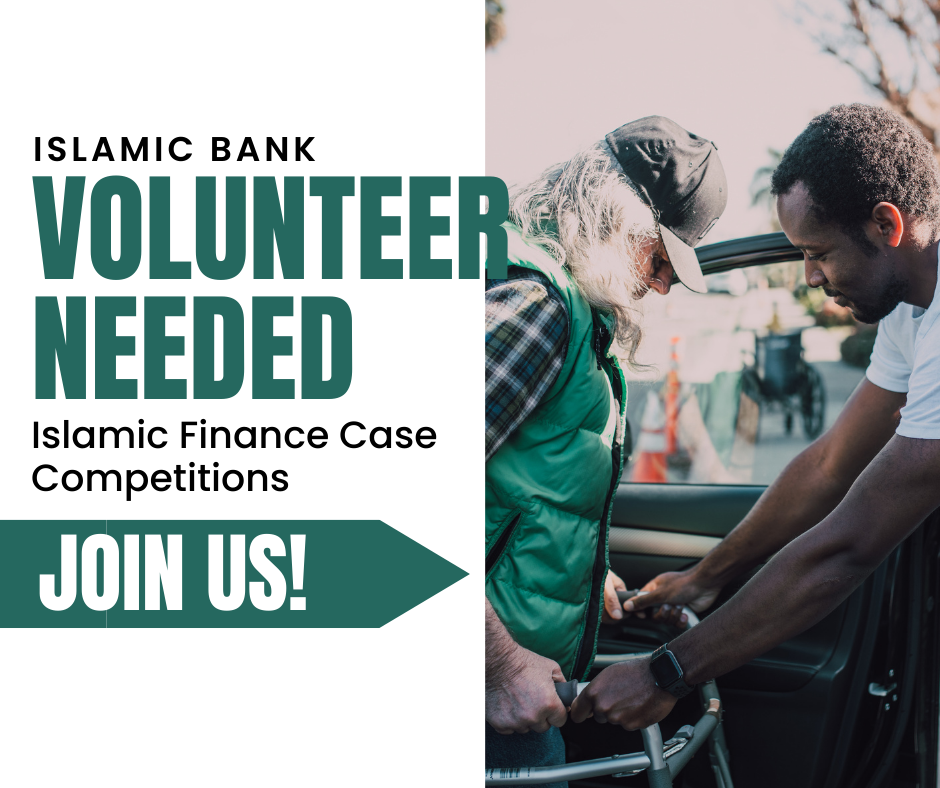 ISLAMIC BANK
VOLUNTEER
NEEDED
Islamic Finance Case
Competitions
JOIN US!